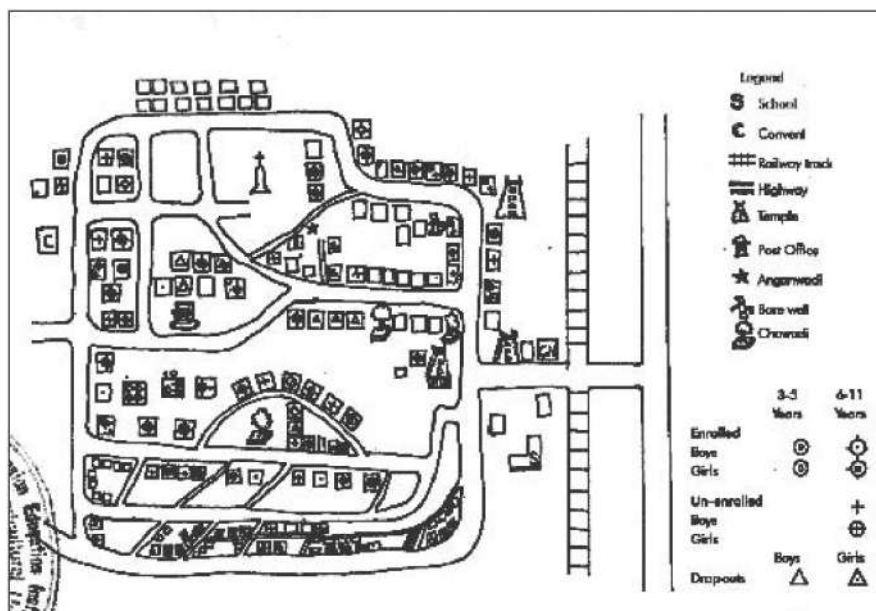 C
Legend
S School
C Convent
Railway track
Highway
Temple
Post Office
Anganwadi
Bore well
Chawadi
3-5 Years
6-11 Years
Enrolled
Boys
Girls
Un-enrolled
Boys
Girls
Boys Girls
Dropouts